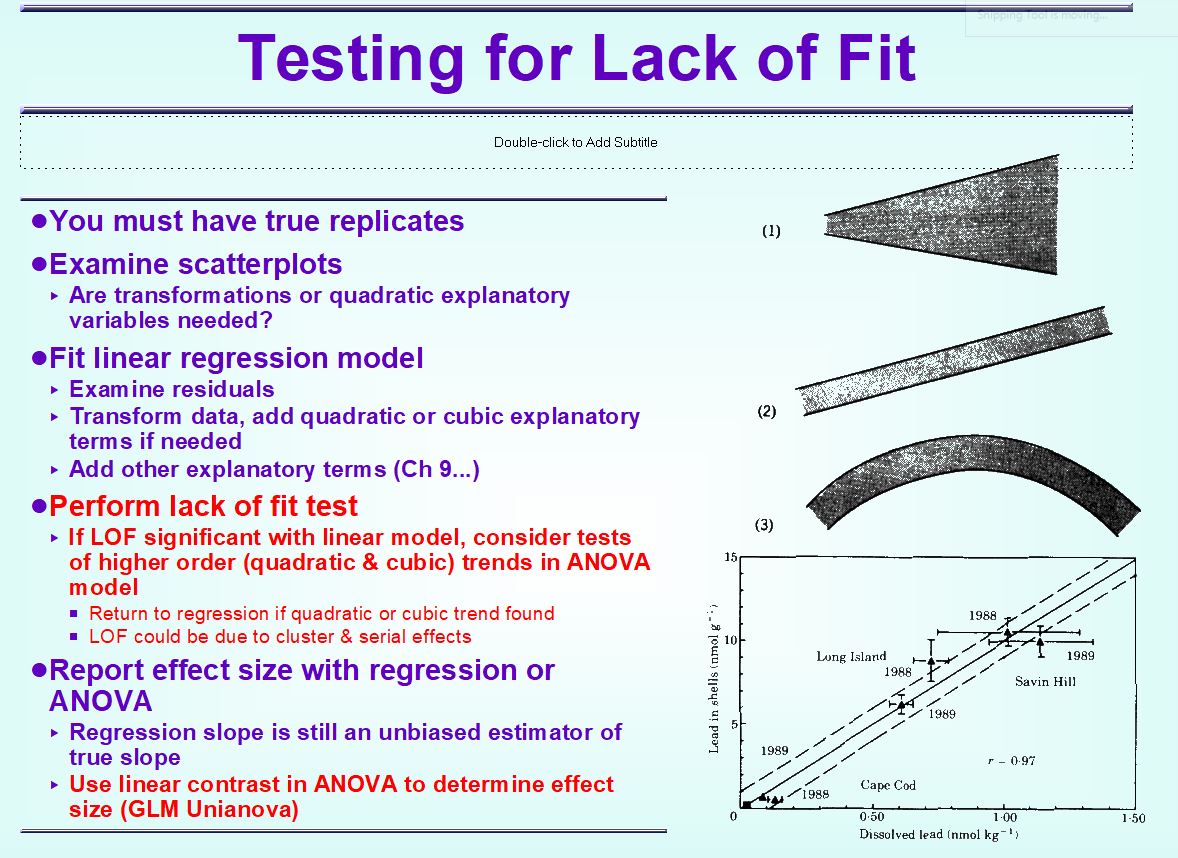 Snipping Tool is moving...
Testing for Lack of Fit
Double-click to Add Subtitle
●You must have true replicates
●Examine scatterplots
▸ Are transformations or quadratic explanatory
variables needed?
●Fit linear regression model
▸ Examine residuals
▸ Transform data, add quadratic or cubic explanatory
terms if needed
▸ Add other explanatory terms (Ch 9...)
●Perform lack of fit test
▸ If LOF significant with linear model, consider tests
of higher order (quadratic & cubic) trends in ANOVA
model
■ Return to regression if quadratic or cubic trend found
■ LOF could be due to cluster & serial effects
●Report effect size with regression or
ANOVA
▸ Regression slope is still an unbiased estimator of
true slope
▸ Use linear contrast in ANOVA to determine effect
size (GLM Unianova)
(1)
(2)
(3)
15
10
5
0
Lead in shells (nmol g⁻¹)
1988
Long Island
1988
1989
Savin Hill
1989
1989
r = 0·97
Cape Cod
1988
0·50
1·00
1·50
Dissolved lead (nmol kg⁻¹)